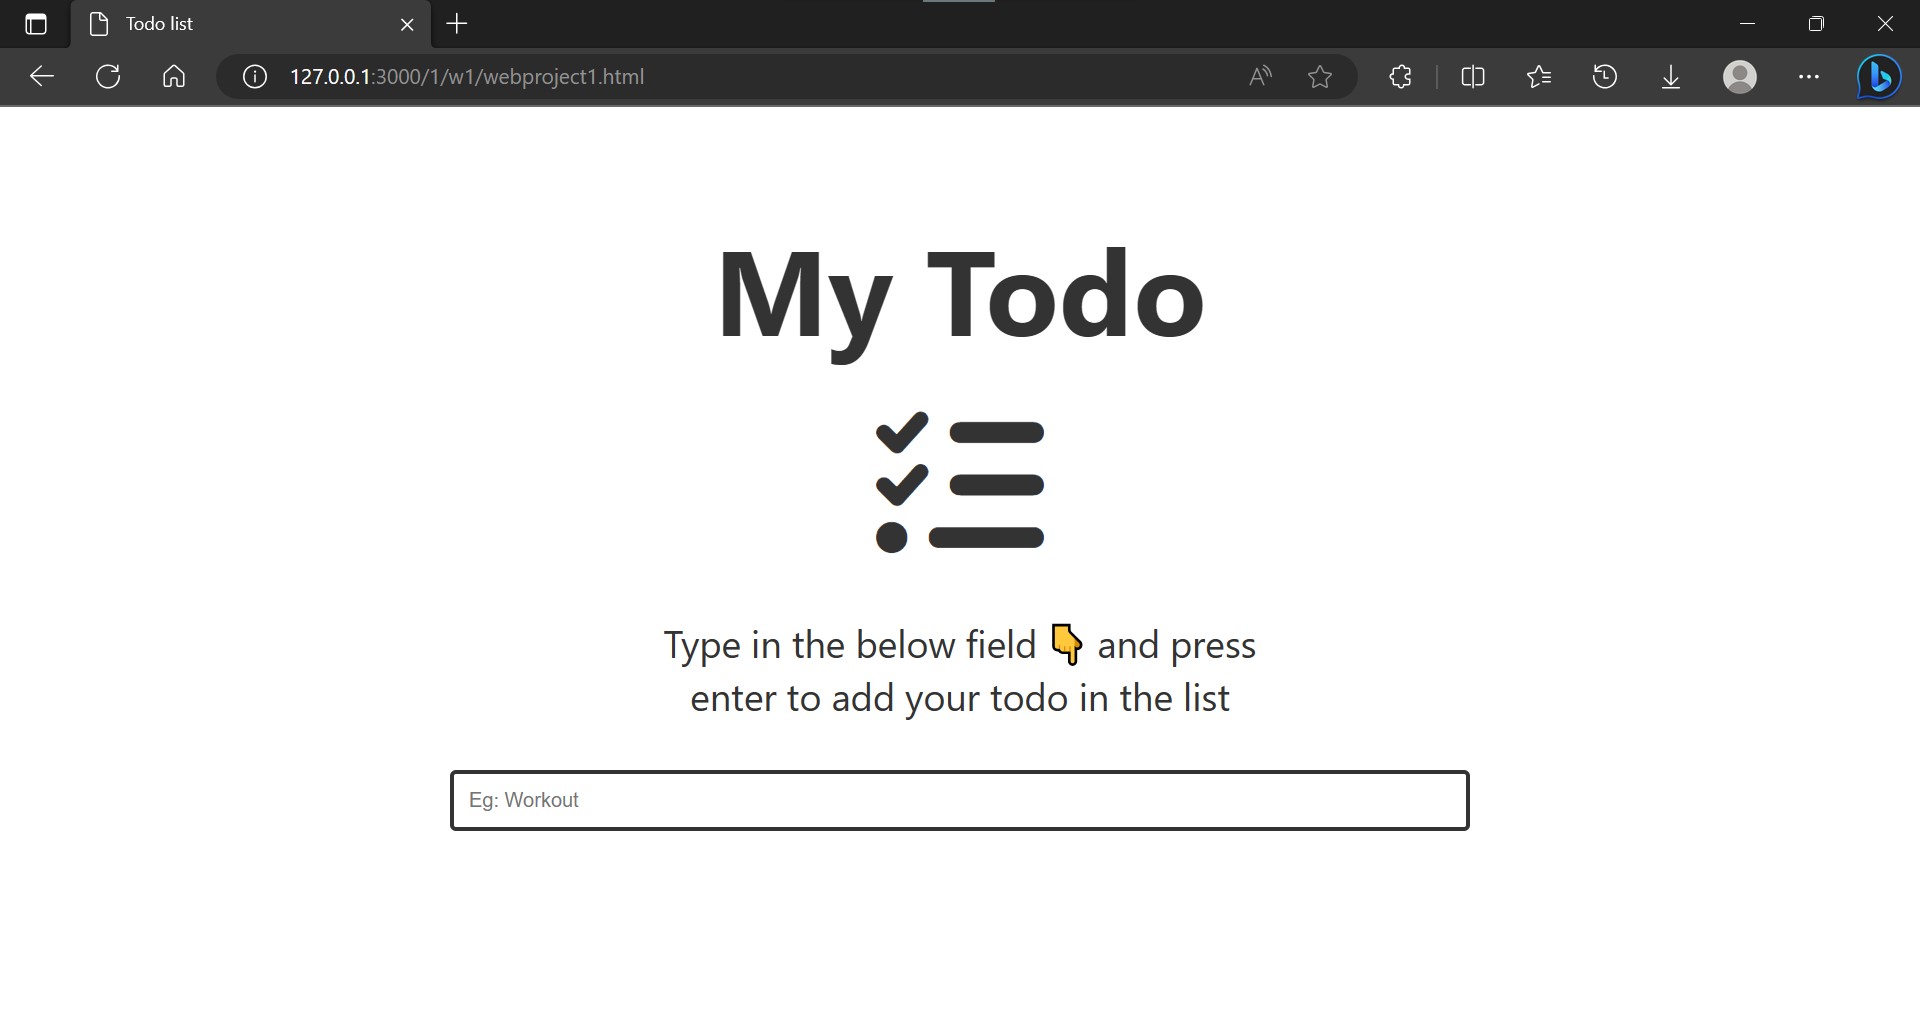 Todo list
127.0.0.1:3000/1/w1/webproject1.html
My Todo
Type in the below field 👇 and press
enter to add your todo in the list
Eg: Workout